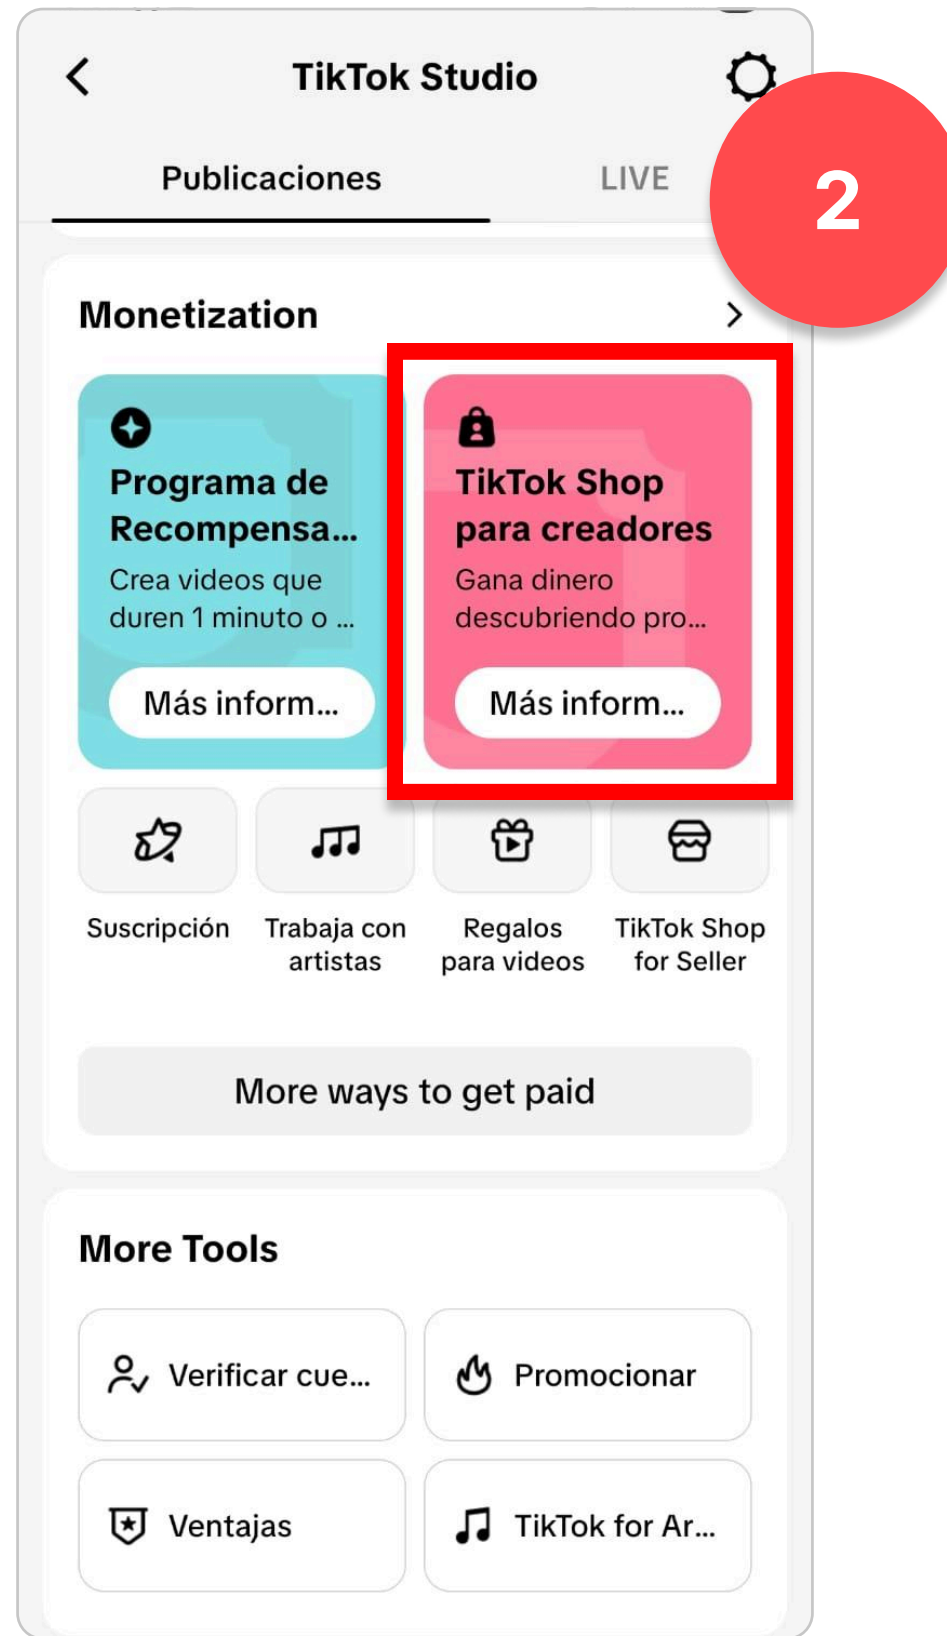 TikTok Studio
Publicaciones
LIVE
2
Monetization
Programa de
Recompensa...
Crea videos que
duren 1 minuto o ...
Más inform...
TikTok Shop
para creadores
Gana dinero
descubriendo pro...
Más inform...
Suscripción
Trabaja con
artistas
Regalos
para videos
TikTok Shop
for Seller
More ways to get paid
More Tools
Verificar cue...
Promocionar
Ventajas
TikTok for Ar...